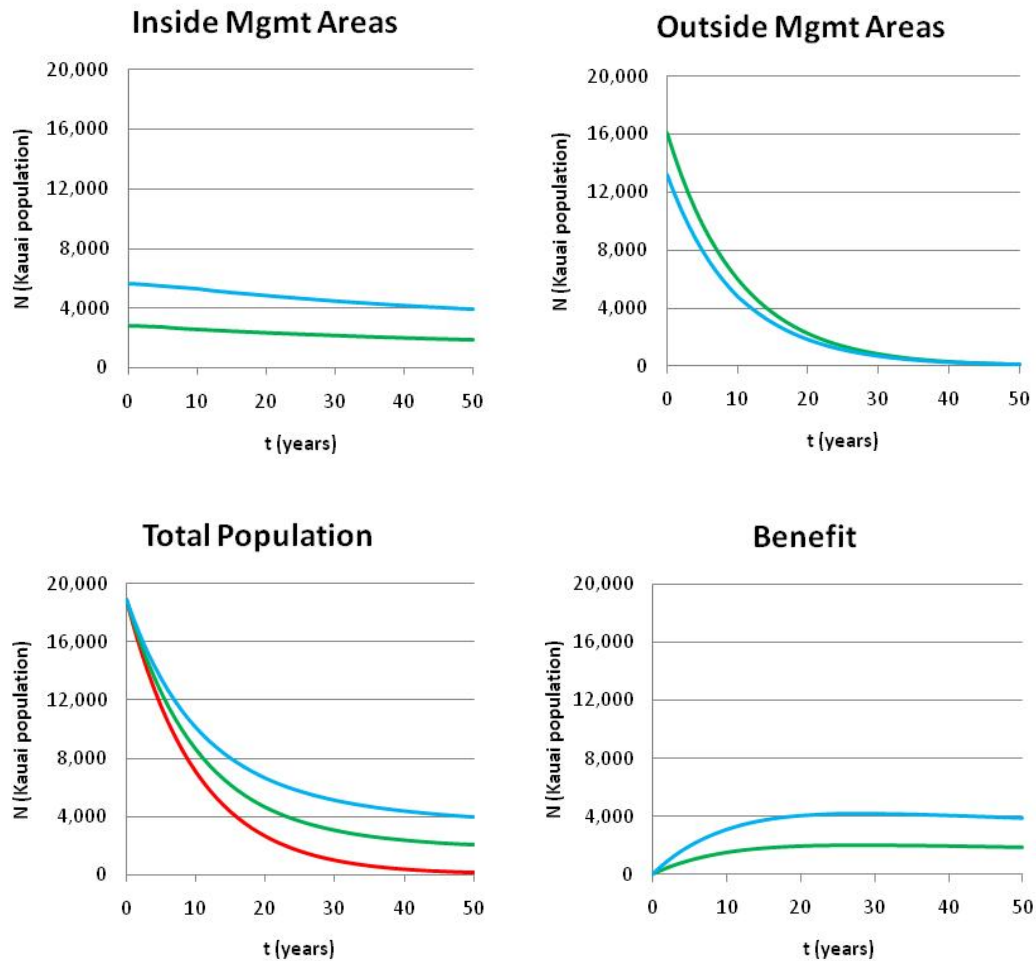 Inside Mgmt Areas
N (Kauai population)
20,000
16,000
12,000
8,000
4,000
0
0 10 20 30 40 50
t (years)
Outside Mgmt Areas
N (Kauai population)
20,000
16,000
12,000
8,000
4,000
0
0 10 20 30 40 50
t (years)
Total Population
N (Kauai population)
20,000
16,000
12,000
8,000
4,000
0
0 10 20 30 40 50
t (years)
Benefit
N (Kauai population)
20,000
16,000
12,000
8,000
4,000
0
0 10 20 30 40 50
t (years)